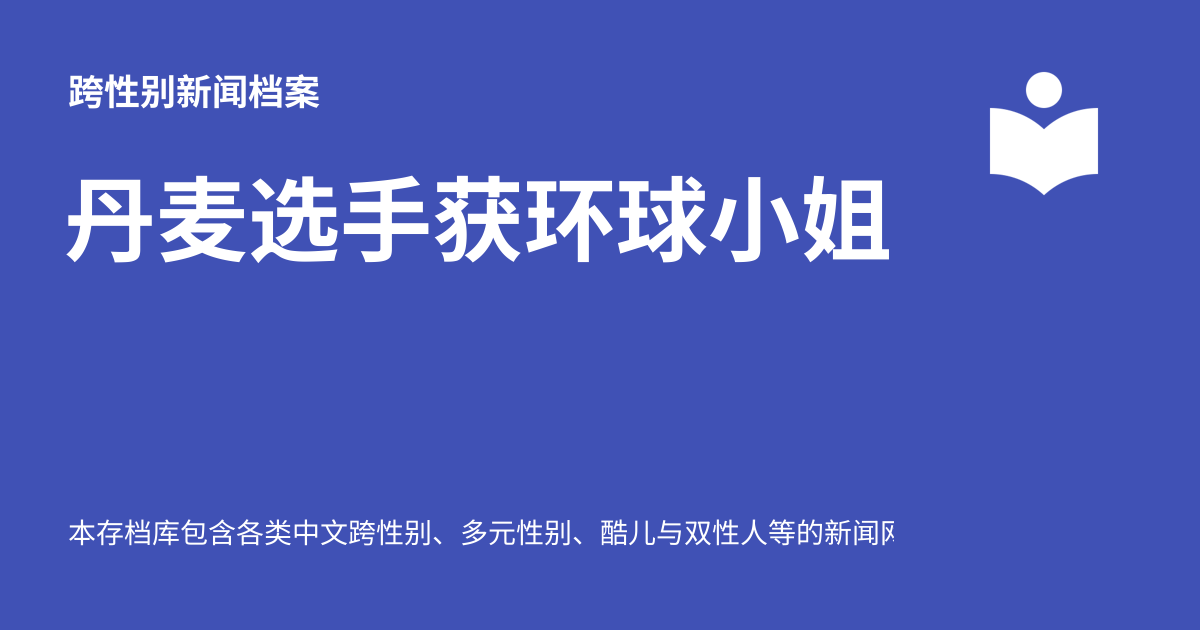 跨性别新闻档案
丹麦选手获环球小姐
本存档库包含各类中文跨性别、多元性别、酷儿与双性人等的新闻